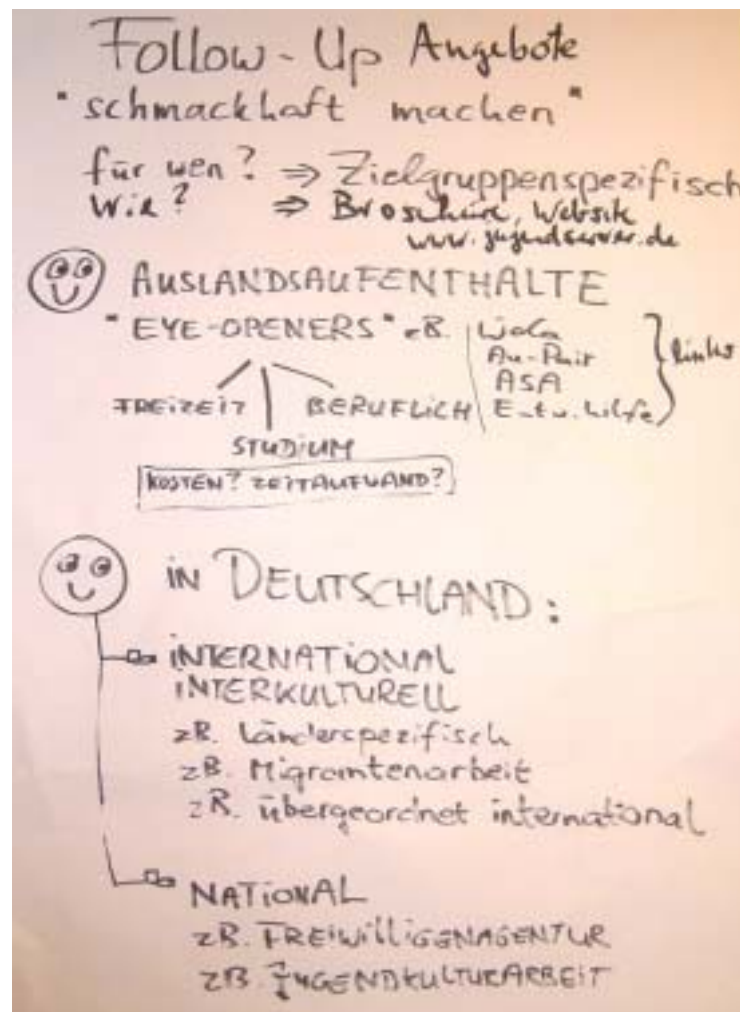 Follow-Up Angebote
"schmackhaft machen"
für wen? ⇒ Zielgruppenspezifisch
Wie? ⇒ Broschüre, Website
www.jugendserver.de
AUSLANDSAUFENTHALTE
"EYE-OPENERS" zB.
Au-Pair
ASA
Entw.hilfe
links
FREIZEIT
BERUFLICH
STUDIUM
KOSTEN? ZEITAUFWAND?
IN DEUTSCHLAND:
INTERNATIONAL
INTERKULTURELL
zB. Länderspezifisch
zB. Migrantenarbeit
zB. übergeordnet international
NATIONAL
zB. FREIWILLIGENAGENTUR
zB. JUGENDKULTURARBEIT